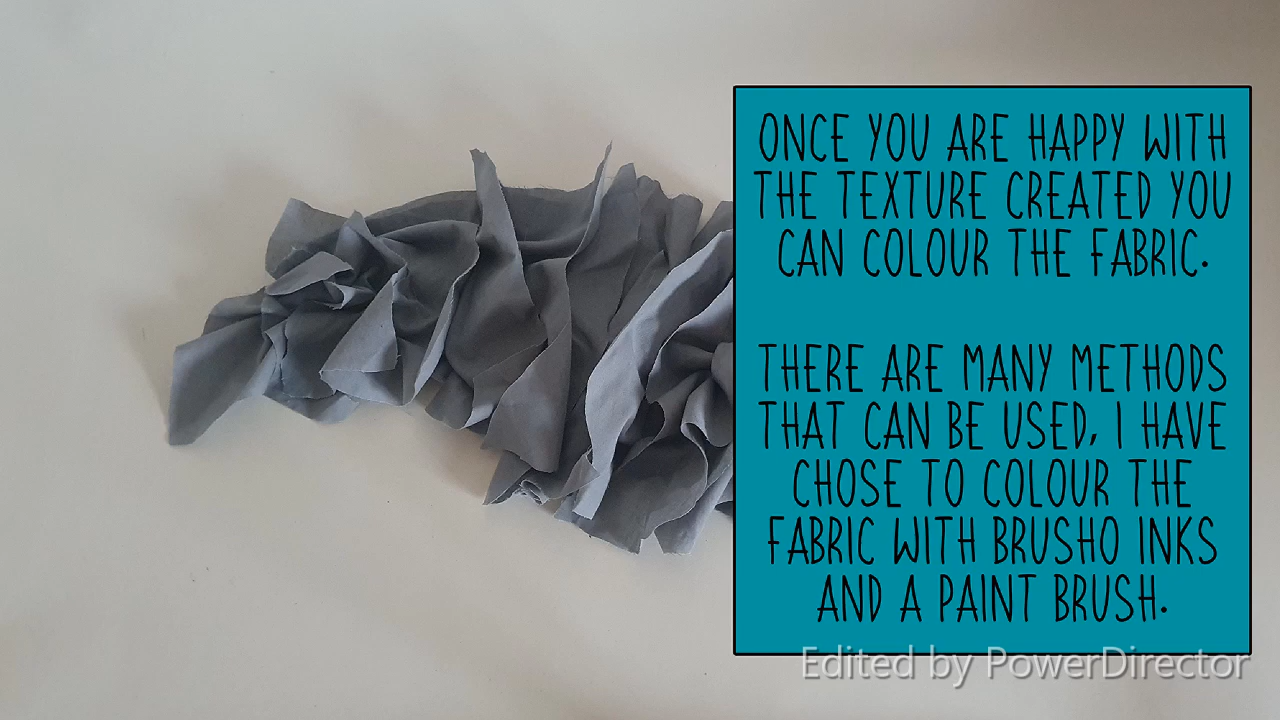 ONCE YOU ARE HAPPY WITH
THE TEXTURE CREATED YOU
CAN COLOUR THE FABRIC.
THERE ARE MANY METHODS
THAT CAN BE USED, I HAVE
CHOSE TO COLOUR THE
FABRIC WITH BRUSHO INKS
AND A PAINT BRUSH.
Edited by PowerDirector